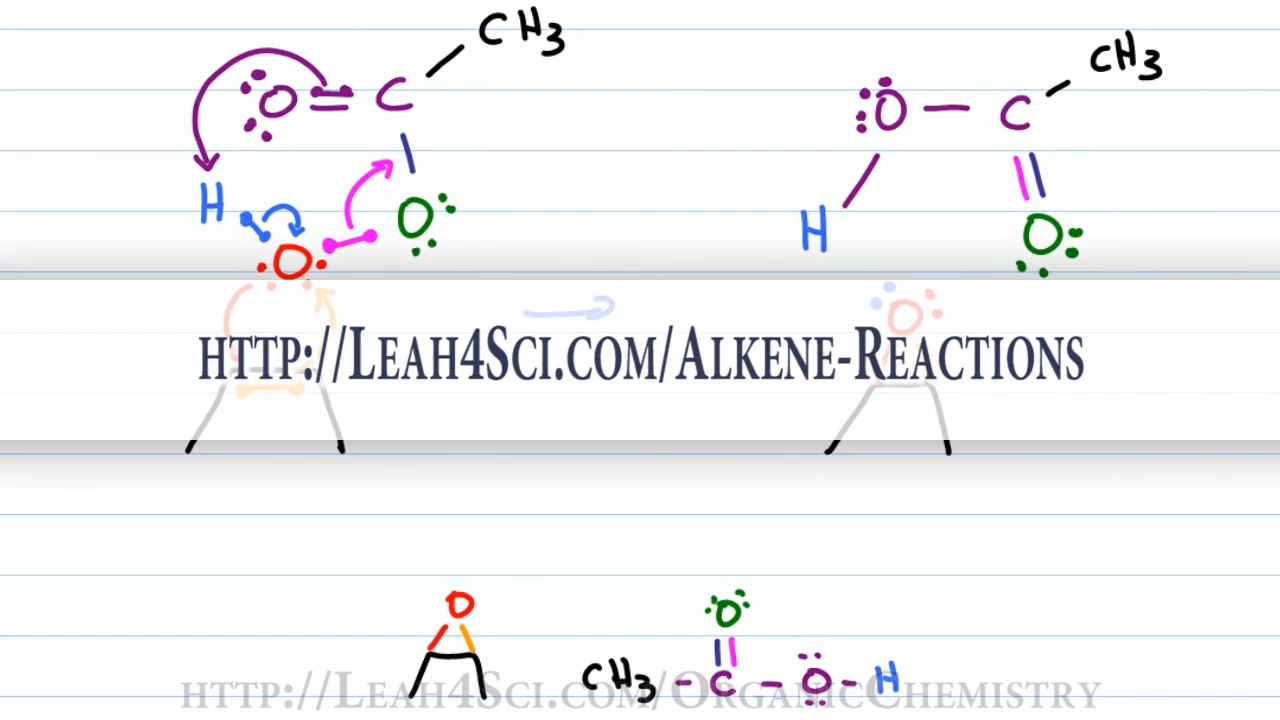 CH3
CH3
O = C
O - C
H
O
H
O
O
O
HTTP://LEAH4SCI.COM/ALKENE-REACTIONS
O
O
CH3 - C - O - H
HTTP://LEAH4SCI.COM/ORGANICCHEMISTRY